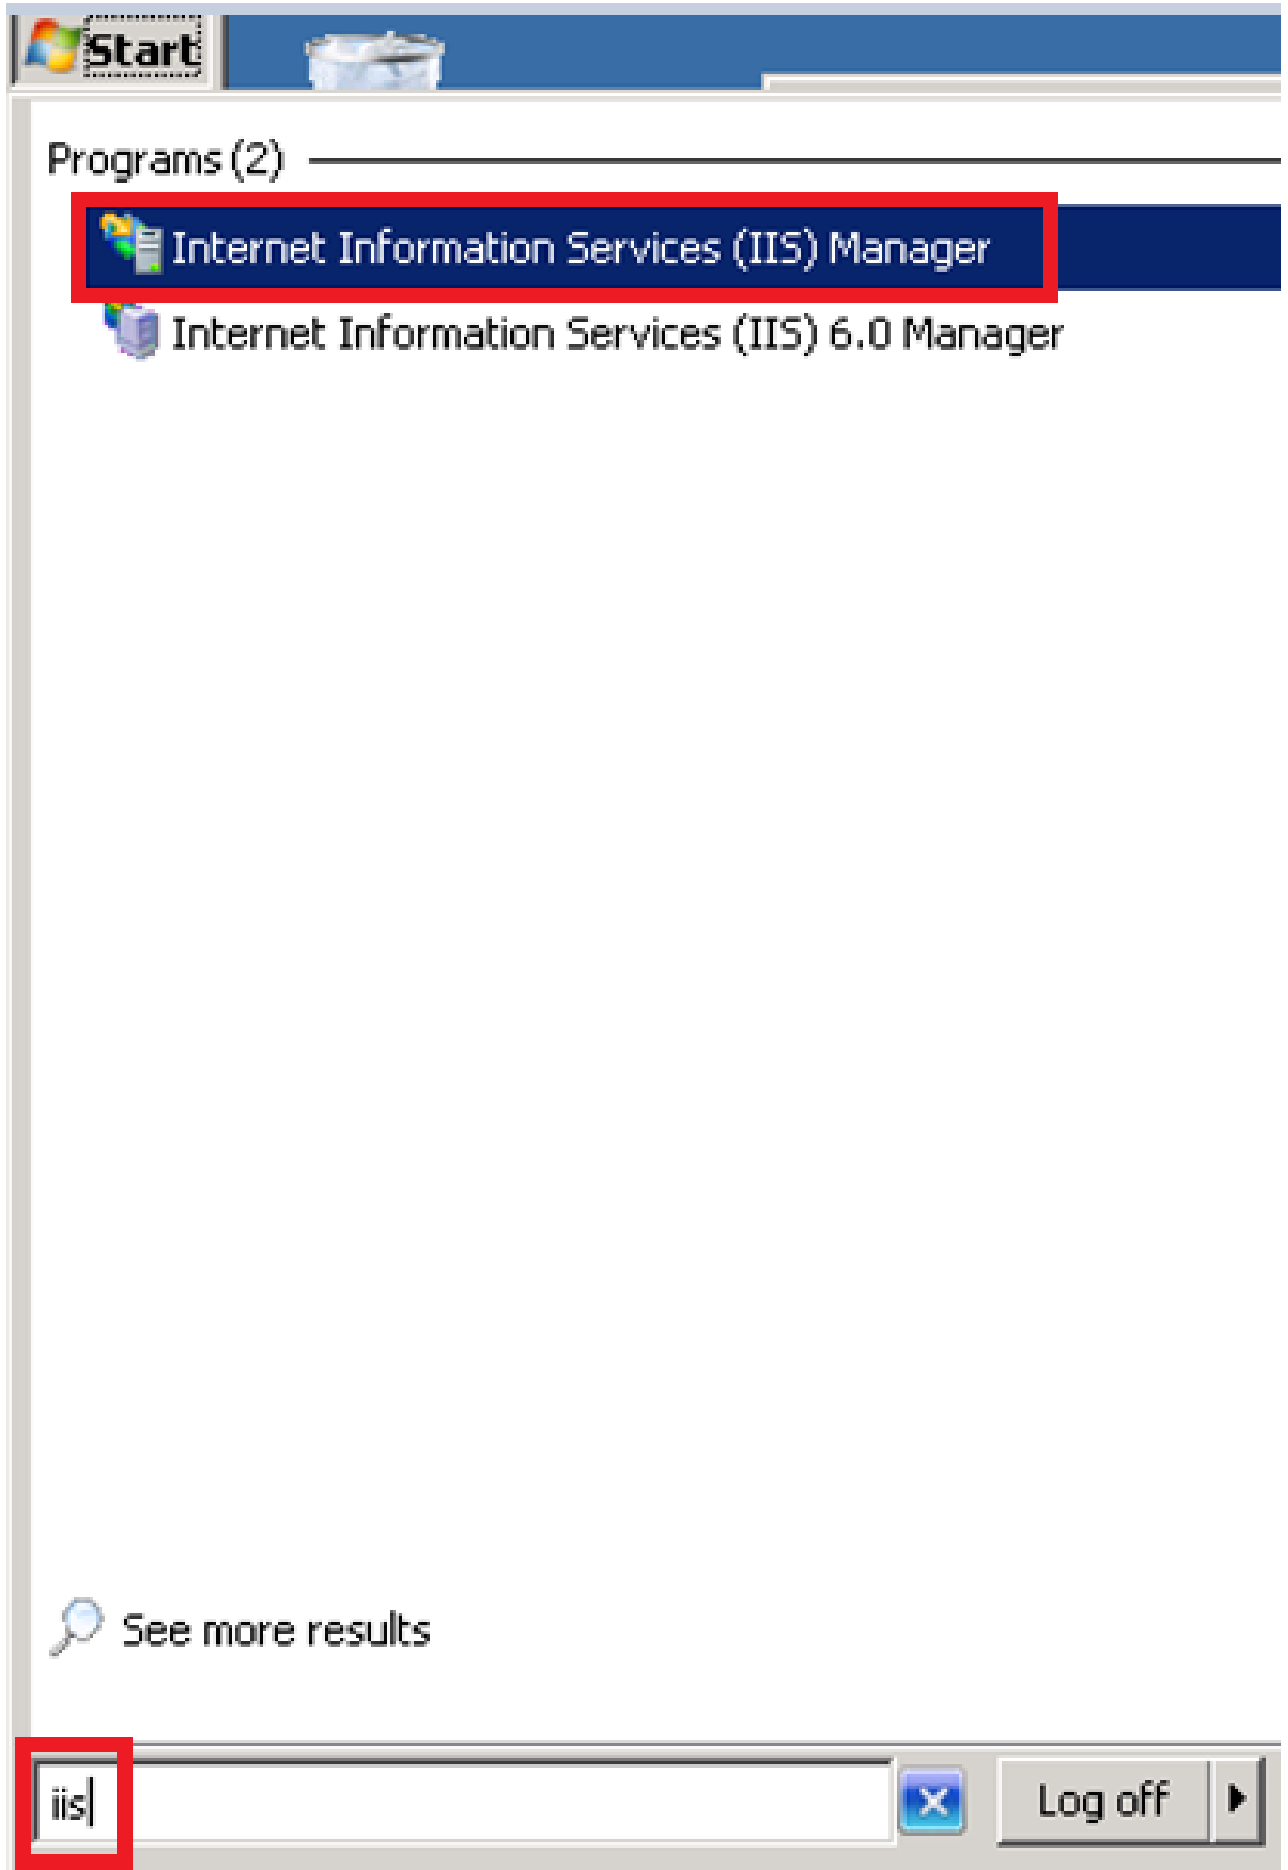 Start
Programs (2)
Internet Information Services (IIS) Manager
Internet Information Services (IIS) 6.0 Manager
See more results
iis
Log off